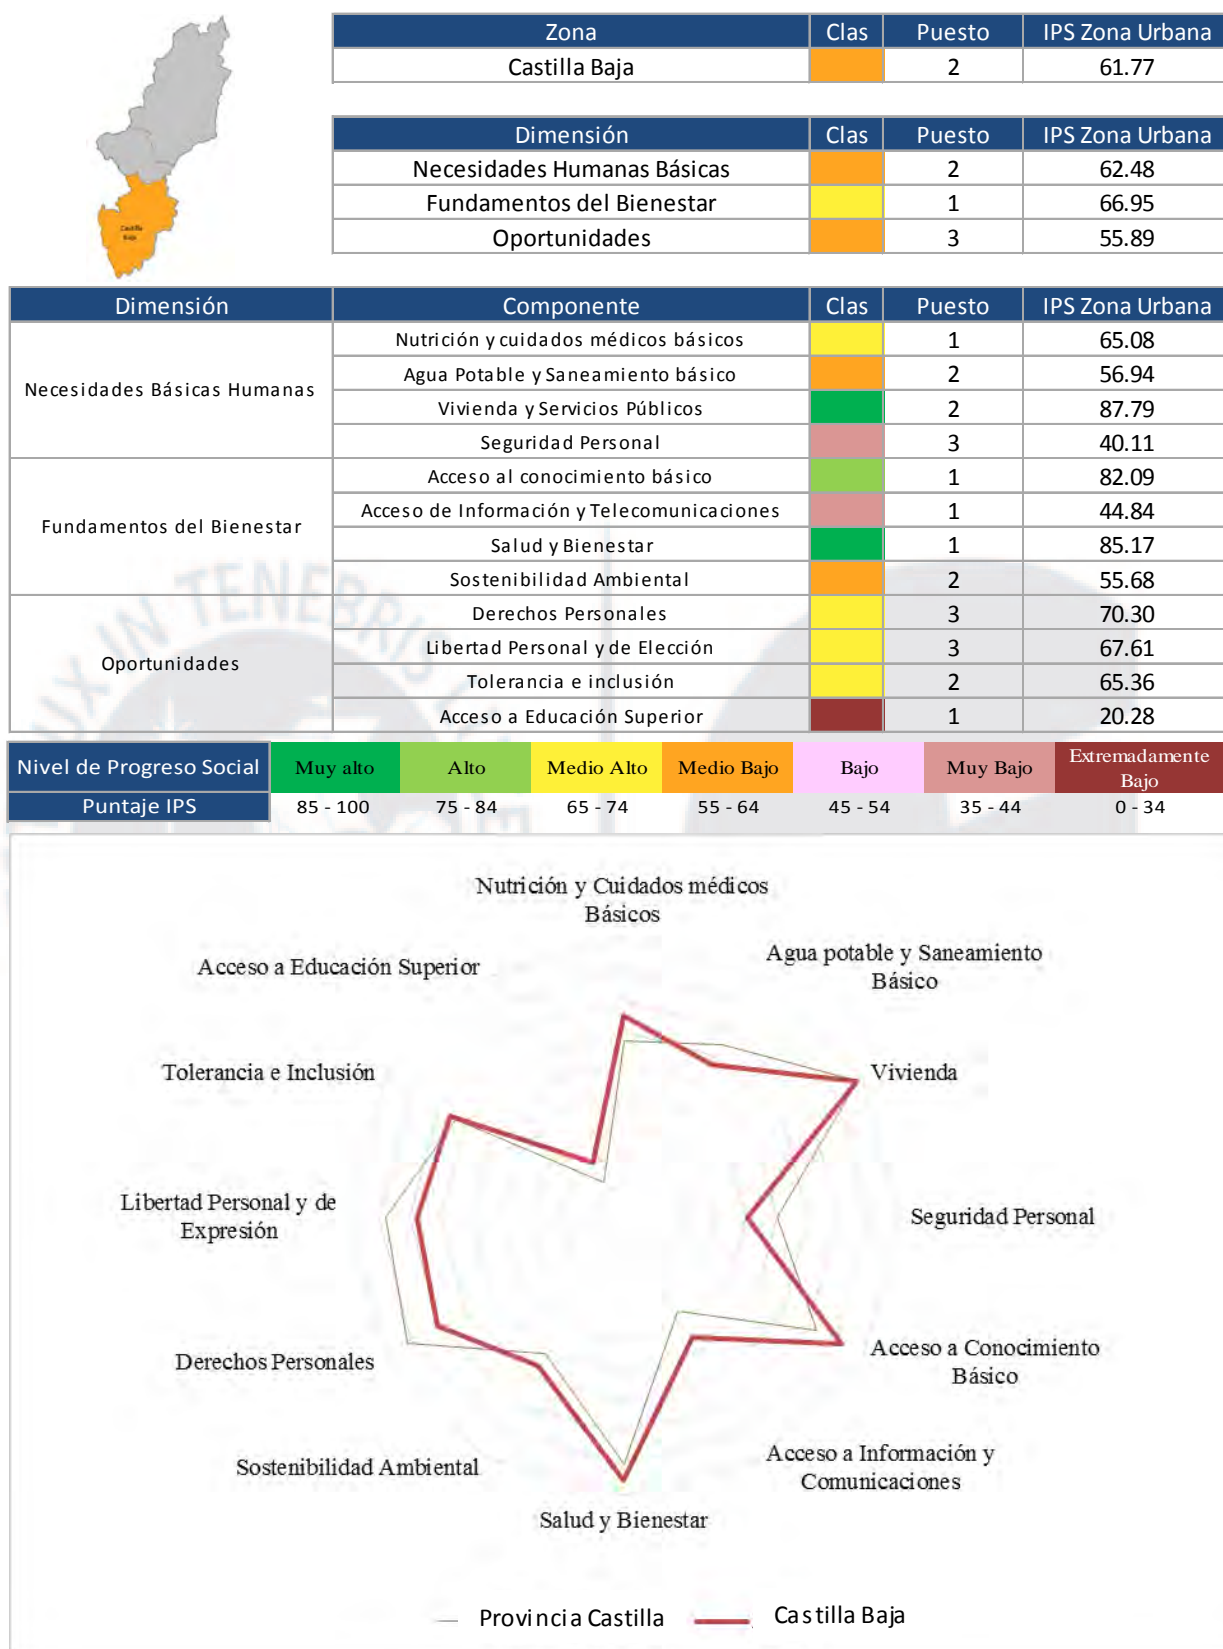 Zona Clas Puesto IPS Zona Urbana
Castilla Baja 2 61.77
Dimensión Clas Puesto IPS Zona Urbana
Necesidades Humanas Básicas 2 62.48
Fundamentos del Bienestar 1 66.95
Oportunidades 3 55.89
Castilla
Baja
Dimensión Componente Clas Puesto IPS Zona Urbana
Necesidades Básicas Humanas
Nutrición y cuidados médicos básicos 1 65.08
Agua Potable y Saneamiento básico 2 56.94
Vivienda y Servicios Públicos 2 87.79
Seguridad Personal 3 40.11
Fundamentos del Bienestar
Acceso al conocimiento básico 1 82.09
Acceso de Información y Telecomunicaciones 1 44.84
Salud y Bienestar 1 85.17
Sostenibilidad Ambiental 2 55.68
Oportunidades
Derechos Personales 3 70.30
Libertad Personal y de Elección 3 67.61
Tolerancia e inclusión 2 65.36
Acceso a Educación Superior 1 20.28
LUX IN TENEBRIS
Nivel de Progreso Social Muy alto Alto Medio Alto Medio Bajo Bajo Muy Bajo Extremadamente
Bajo
Puntaje IPS 85 - 100 75 - 84 65 - 74 55 - 64 45 - 54 35 - 44 0 - 34
Nutrición y Cuidados médicos
Básicos
Agua potable y Saneamiento
Básico
Acceso a Educación Superior
Tolerancia e Inclusión
Vivienda
Libertad Personal y de
Expresión
Seguridad Personal
Derechos Personales
Acceso a Conocimiento
Básico
Sostenibilidad Ambiental
Acceso a Información y
Comunicaciones
Salud y Bienestar
Provincia Castilla Castilla Baja